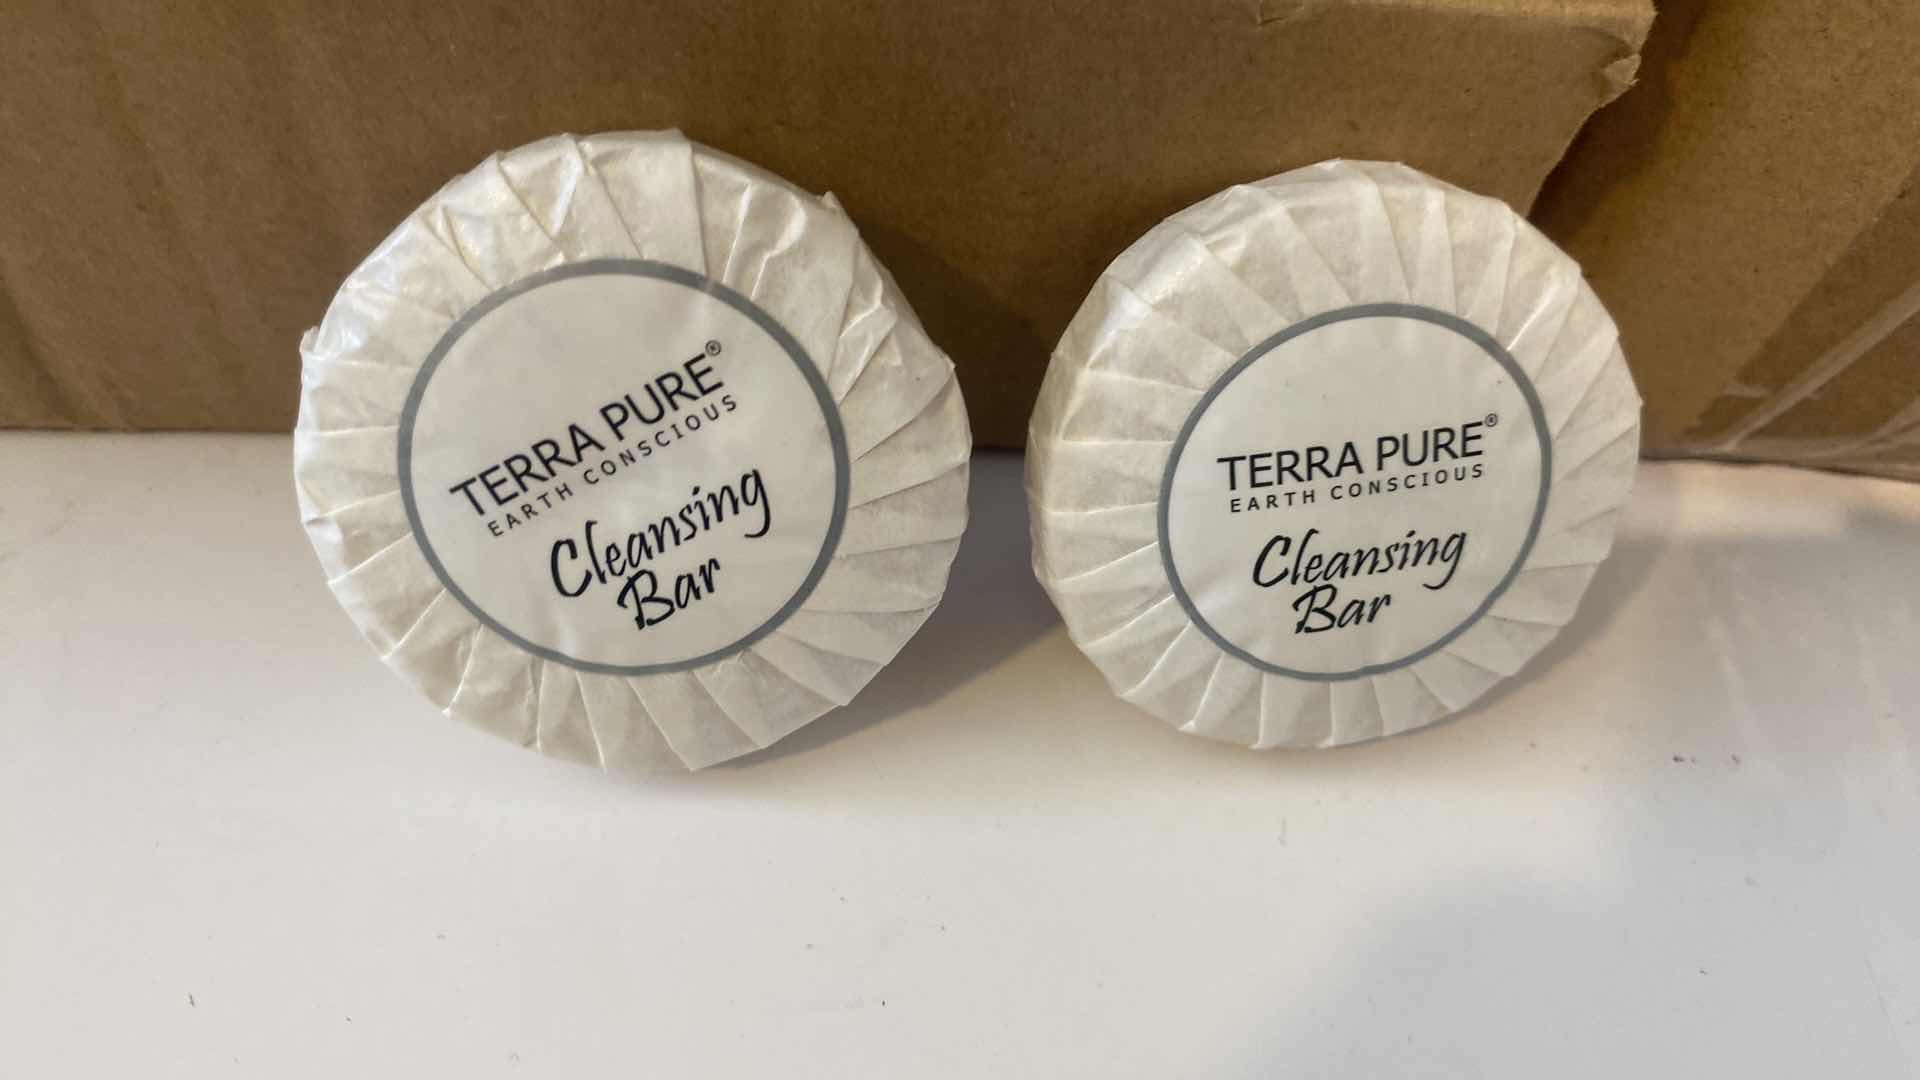 TERRA PURE®
EARTH CONSCIOUS
Cleansing
Bar
TERRA PURE®
EARTH CONSCIOUS
Cleansing
Bar